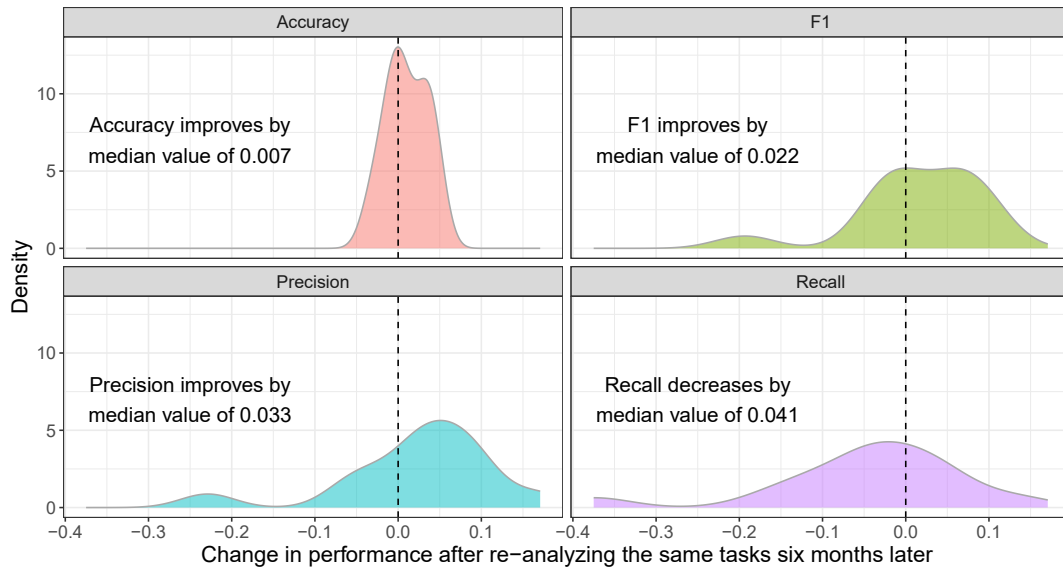 Accuracy
F1
Accuracy improves by
median value of 0.007
F1 improves by
median value of 0.022
10
5
0
Precision
Recall
Precision improves by
median value of 0.033
Recall decreases by
median value of 0.041
10
5
0
Density
−0.4 −0.3 −0.2 −0.1 0.0 0.1
−0.4 −0.3 −0.2 −0.1 0.0 0.1
Change in performance after re−analyzing the same tasks six months later